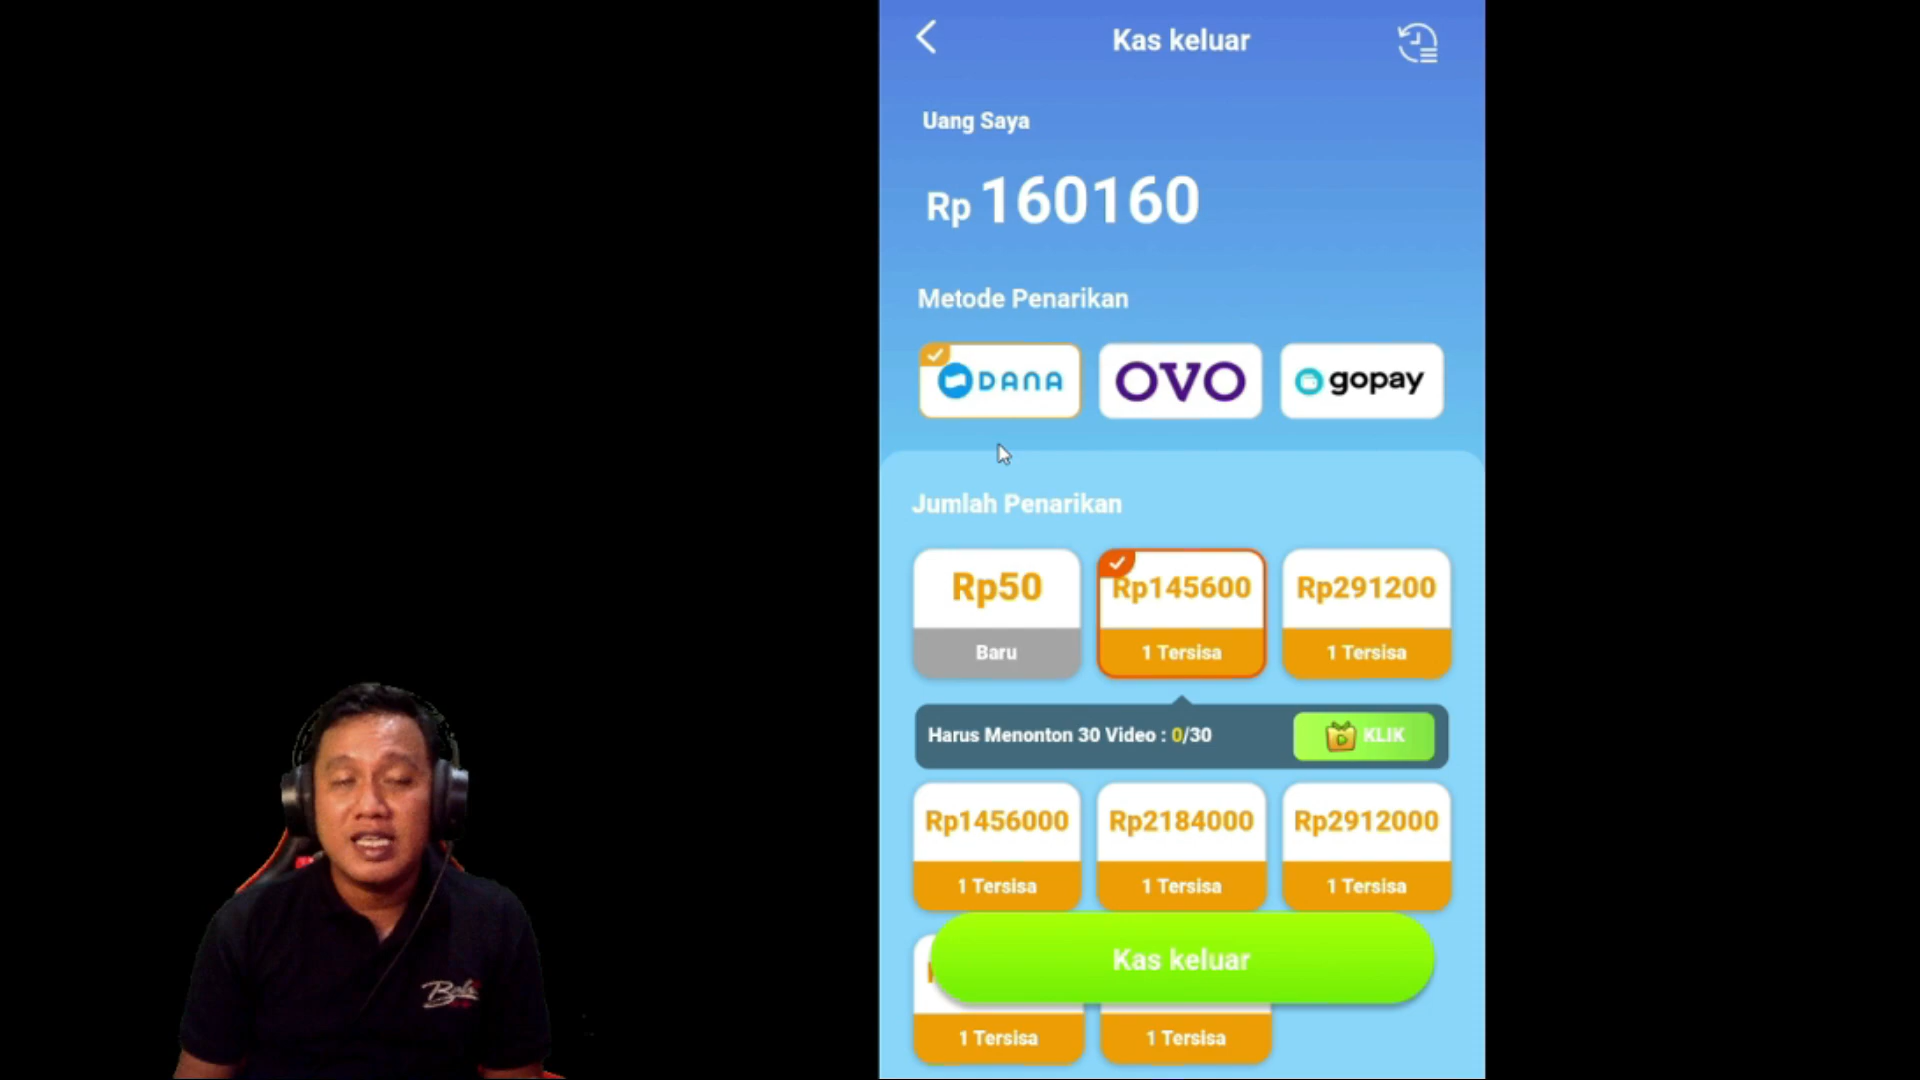 Kas keluar
Uang Saya
Rp 160160
Metode Penarikan
DANA
OVO
gopay
Jumlah Penarikan
Rp50
Rp145600
Rp291200
Baru
1 Tersisa
1 Tersisa
Harus Menonton 30 Video : 0/30
KLIK
Rp1456000
Rp2184000
Rp2912000
1 Tersisa
1 Tersisa
1 Tersisa
Kas keluar
1 Tersisa
1 Tersisa